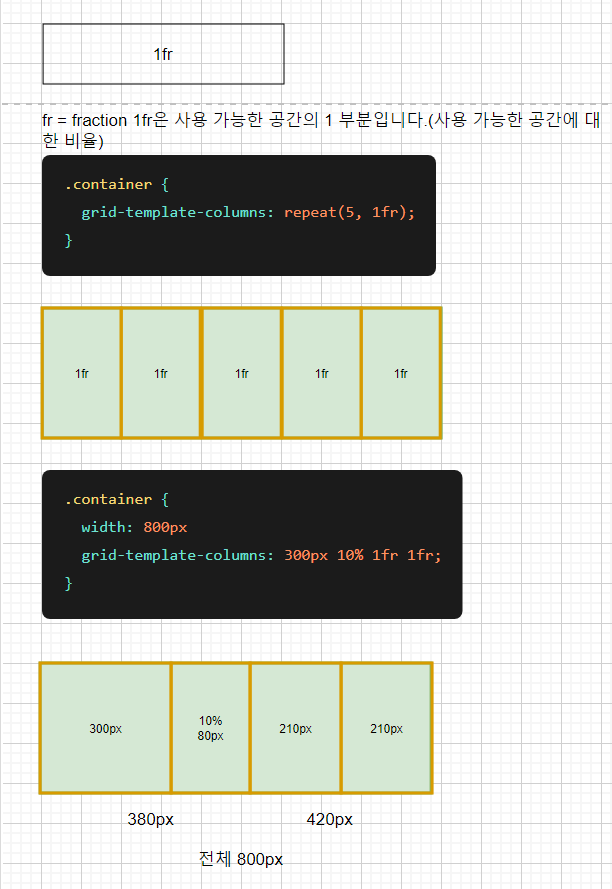 1fr
fr = fraction 1fr은 사용 가능한 공간의 1 부분입니다.(사용 가능한 공간에 대
한 비율)
.container {
  grid-template-columns: repeat(5, 1fr);
}
1fr 1fr 1fr 1fr 1fr
.container {
  width: 800px
  grid-template-columns: 300px 10% 1fr 1fr;
}
300px 10% 210px 210px
80px
380px 420px
전체 800px